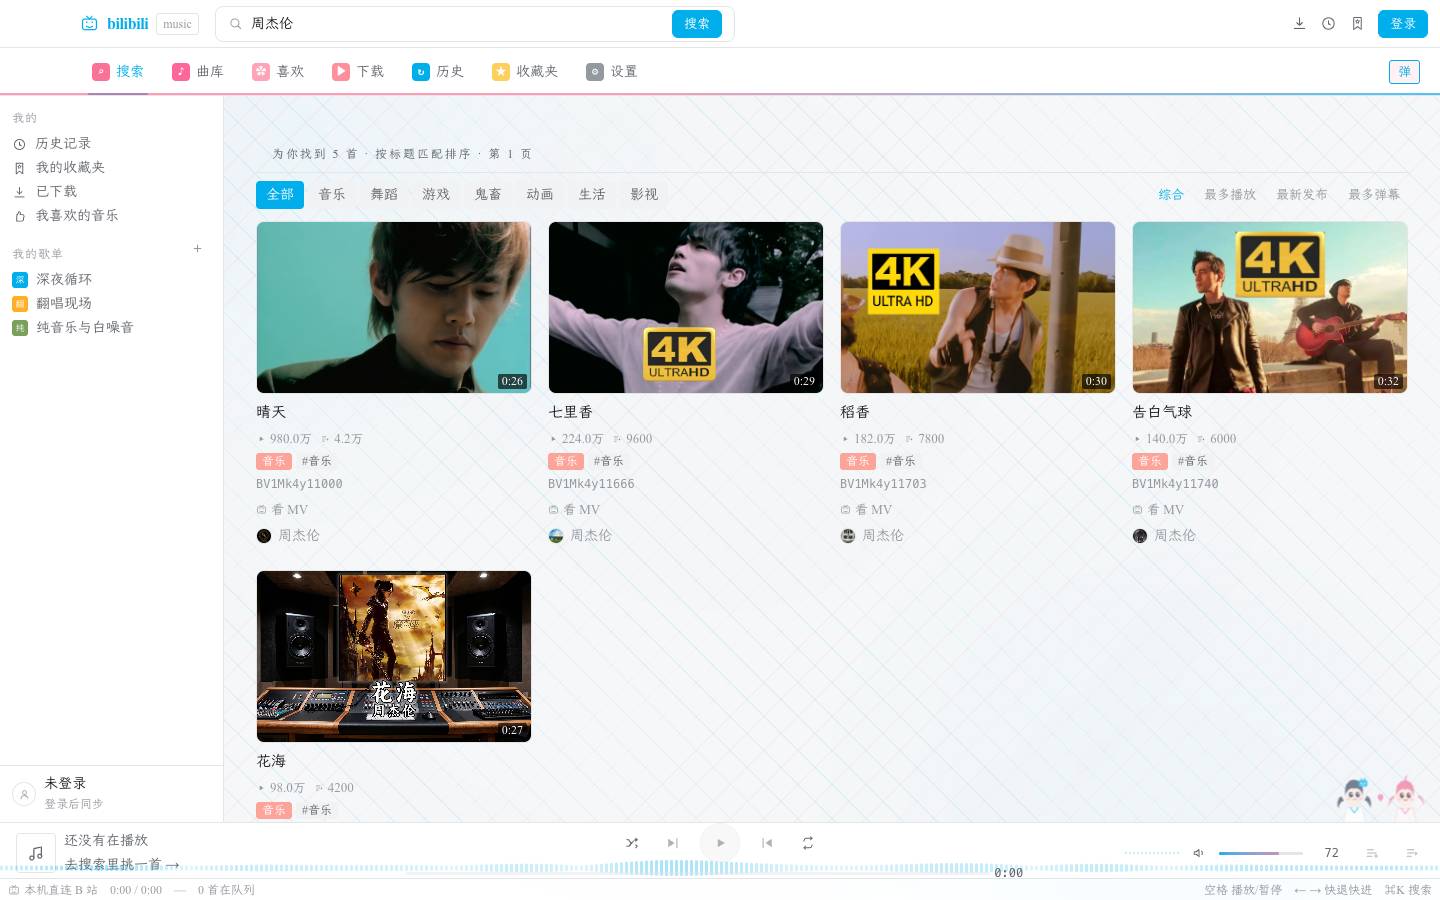 bilibili music 周杰伦 搜索 登录
搜索 曲库 喜欢 下载 历史 收藏夹 设置 弹
我的
历史记录
我的收藏夹
已下载
我喜欢的音乐
我的歌单 +
深 深夜循环
翻 翻唱现场
纯 纯音乐与白噪音
未登录
登录后同步
为你找到 5 首 · 按标题匹配排序 · 第 1 页
全部 音乐 舞蹈 游戏 鬼畜 动画 生活 影视 综合 最多播放 最新发布 最多弹幕
0:26
4K
ULTRAHD
0:29
4K
ULTRA HD
0:30
4K
ULTRAHD
0:32
晴天 七里香 稻香 告白气球
980.0万 4.2万 224.0万 9600 182.0万 7800 140.0万 6000
音乐 #音乐 音乐 #音乐 音乐 #音乐 音乐 #音乐
BV1Mk4y11000 BV1Mk4y11666 BV1Mk4y11703 BV1Mk4y11740
看 MV 看 MV 看 MV 看 MV
周杰伦 周杰伦 周杰伦 周杰伦
花海
周杰伦
0:27
花海
98.0万 4200
音乐 #音乐
还没有在播放
去搜索里挑一首 →
0:00
72
本机直连 B 站 0:00 / 0:00 — 0 首在队列 空格 播放/暂停 ← → 快退快进 ⌘K 搜索